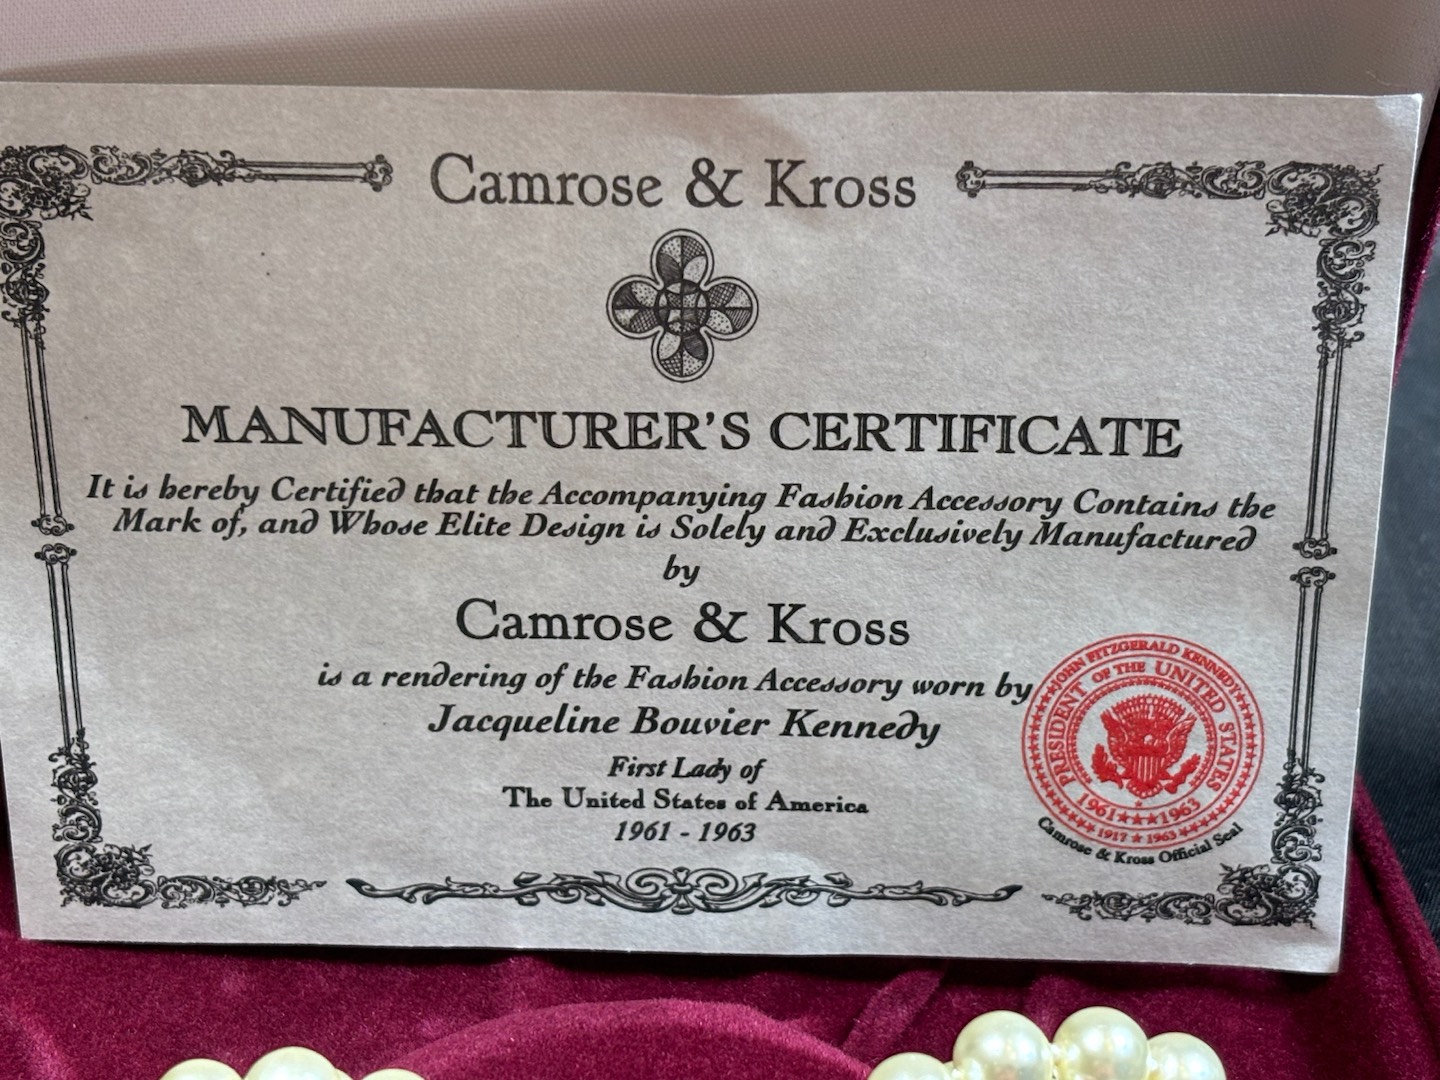 Camrose & Kross
MANUFACTURER'S CERTIFICATE
It is hereby Certified that the Accompanying Fashion Accessory Contains the
Mark of, and Whose Elite Design is Solely and Exclusively Manufactured
by
Camrose & Kross
is a rendering of the Fashion Accessory worn by
Jacqueline Bouvier Kennedy
First Lady of
The United States of America
1961 - 1963
JOHN FITZGERALD KENNEDY
PRESIDENT OF THE UNITED STATES
1961★★★1963
1917 ★ 1963
Camrose & Kross Official Seal